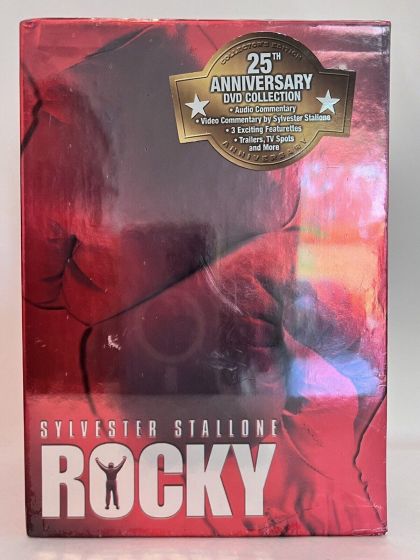 COLLECTOR'S EDITION
25TH
ANNIVERSARY
DVD COLLECTION
• Audio Commentary
• Video Commentary by Sylvester Stallone
• 3 Exciting Featurettes
• Trailers, TV Spots
and More
ANNIVERSARY
SYLVESTER STALLONE
ROCKY